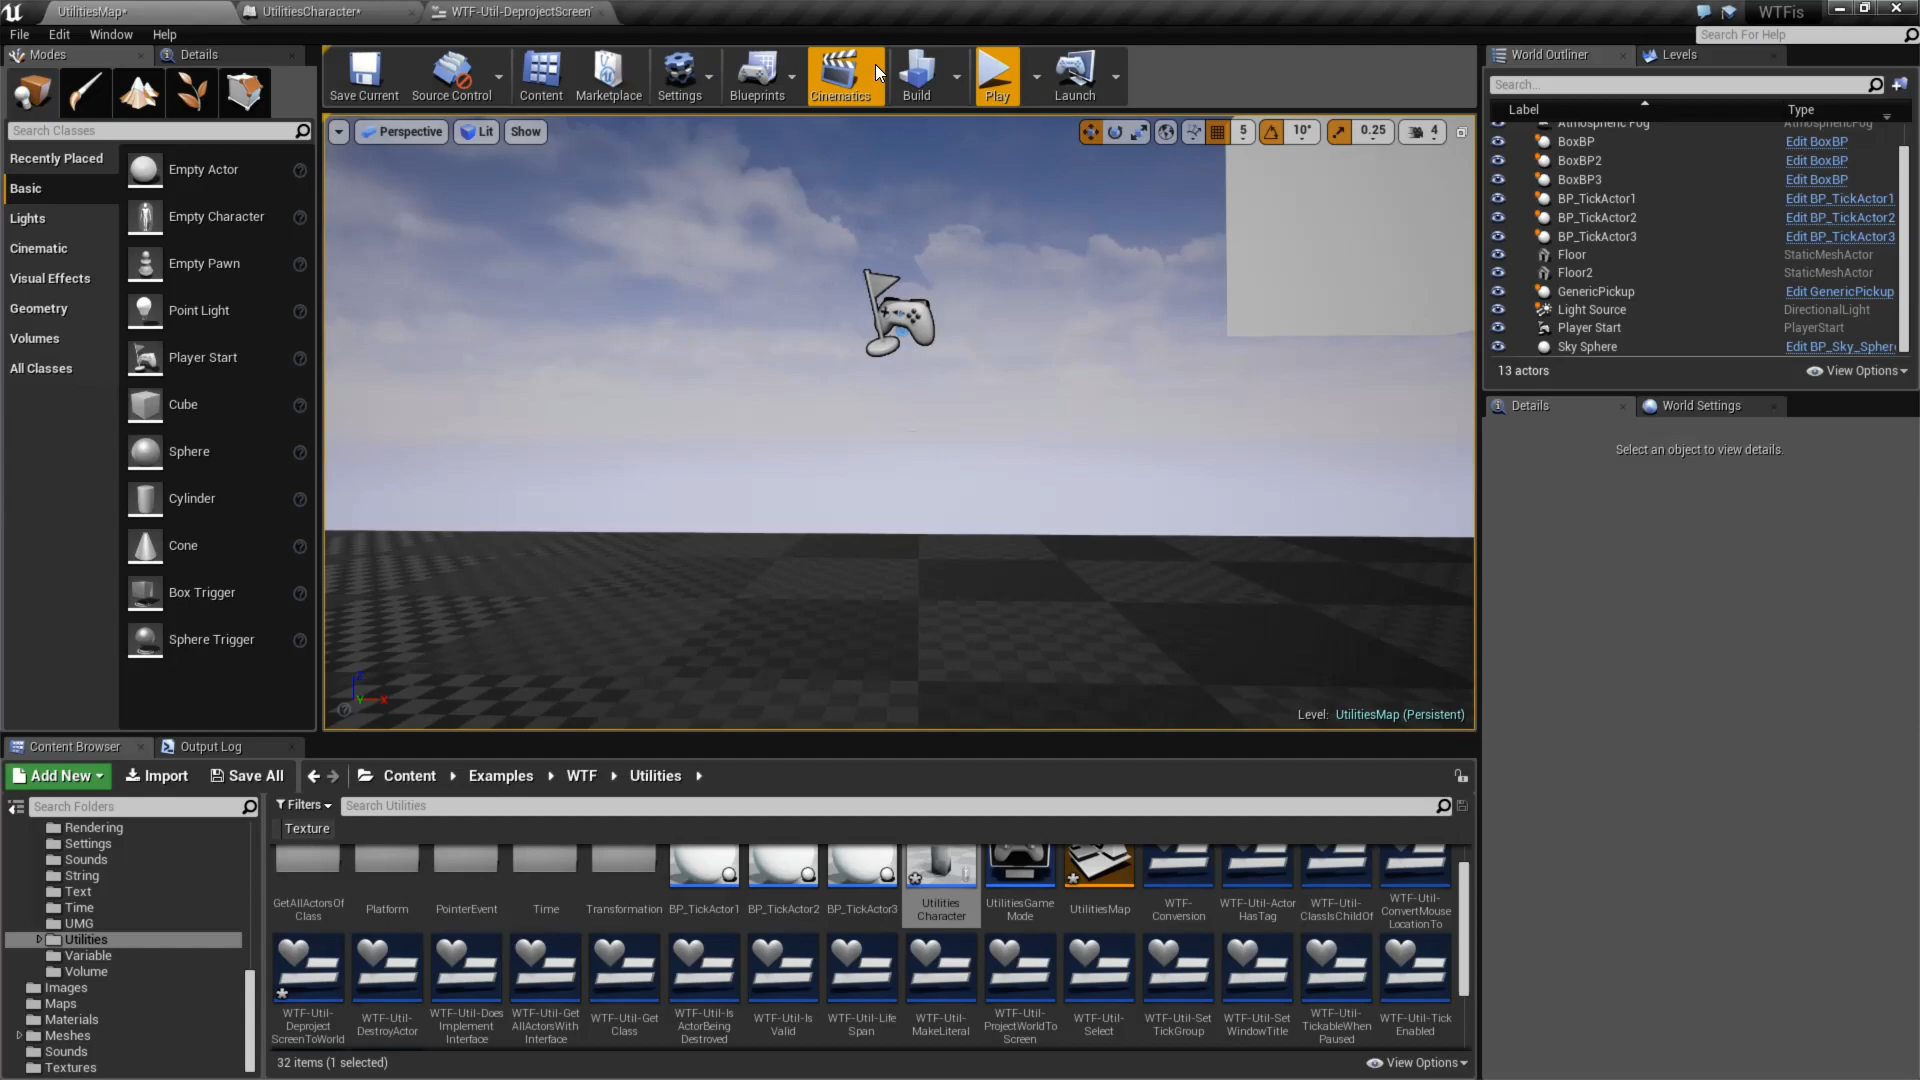 UtilitiesMap*
UtilitiesCharacter*
WTF-Util-DeprojectScreen
WTFis
File Edit Window Help
Search For Help
Modes
Details
Save Current
Source Control
Content
Marketplace
Settings
Blueprints
Cinematics
Build
Play
Launch
World Outliner
Levels
Search...
Label Type
Search Classes
Perspective
Lit
Show
5
10°
0.25
4
Atmospheric Fog AtmosphericFog
BoxBP Edit BoxBP
BoxBP2 Edit BoxBP
BoxBP3 Edit BoxBP
BP_TickActor1 Edit BP_TickActor1
BP_TickActor2 Edit BP_TickActor2
BP_TickActor3 Edit BP_TickActor3
Floor StaticMeshActor
Floor2 StaticMeshActor
GenericPickup Edit GenericPickup
Light Source DirectionalLight
Player Start PlayerStart
Sky Sphere Edit BP_Sky_Sphere
13 actors
View Options
Details
World Settings
Select an object to view details.
Recently Placed
Basic
Lights
Cinematic
Visual Effects
Geometry
Volumes
All Classes
Empty Actor
Empty Character
Empty Pawn
Point Light
Player Start
Cube
Sphere
Cylinder
Cone
Box Trigger
Sphere Trigger
Z
Y
X
Level: UtilitiesMap (Persistent)
Content Browser
Output Log
Add New
Import
Save All
Content
Examples
WTF
Utilities
Search Folders
Filters
Search Utilities
Texture
Rendering
Settings
Sounds
String
Text
Time
UMG
Utilities
Variable
Volume
Images
Maps
Materials
Meshes
Sounds
Textures
GetAllActorsOf
Class
Platform
PointerEvent
Time
Transformation
BP_TickActor1
BP_TickActor2
BP_TickActor3
Utilities
Character
UtilitiesGame
Mode
UtilitiesMap
WTF-
Conversion
WTF-Util-Actor
HasTag
WTF-Util-
ClassIsChildOf
WTF-Util-
ConvertMouse
LocationTo
WTF-Util-
Deproject
ScreenToWorld
WTF-Util-
DestroyActor
WTF-Util-Does
Implement
Interface
WTF-Util-Get
AllActorsWith
Interface
WTF-Util-Get
Class
WTF-Util-Is
ActorBeing
Destroyed
WTF-Util-Is
Valid
WTF-Util-Life
Span
WTF-Util-
MakeLiteral
WTF-Util-
ProjectWorldTo
Screen
WTF-Util-
Select
WTF-Util-Set
TickGroup
WTF-Util-Set
WindowTitle
WTF-Util-
TickableWhen
Paused
WTF-Util-Tick
Enabled
32 items (1 selected)
View Options